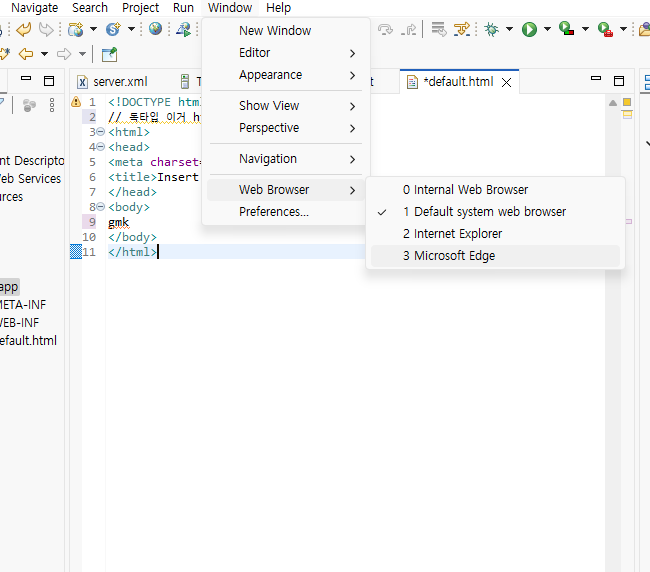 Navigate Search Project Run Window Help
New Window
Editor
Appearance
Show View
Perspective
Navigation
Web Browser
Preferences...
0 Internal Web Browser
1 Default system web browser
2 Internet Explorer
3 Microsoft Edge
server.xml
*default.html
1 <!DOCTYPE html
2 // 독타입 이거
3 <html>
4 <head>
5 <meta charset=
6 <title>Insert
7 </head>
8 <body>
9 gmk
10 </body>
11 </html>
nt Descripto
eb Services
urces
app
META-INF
WEB-INF
efault.html